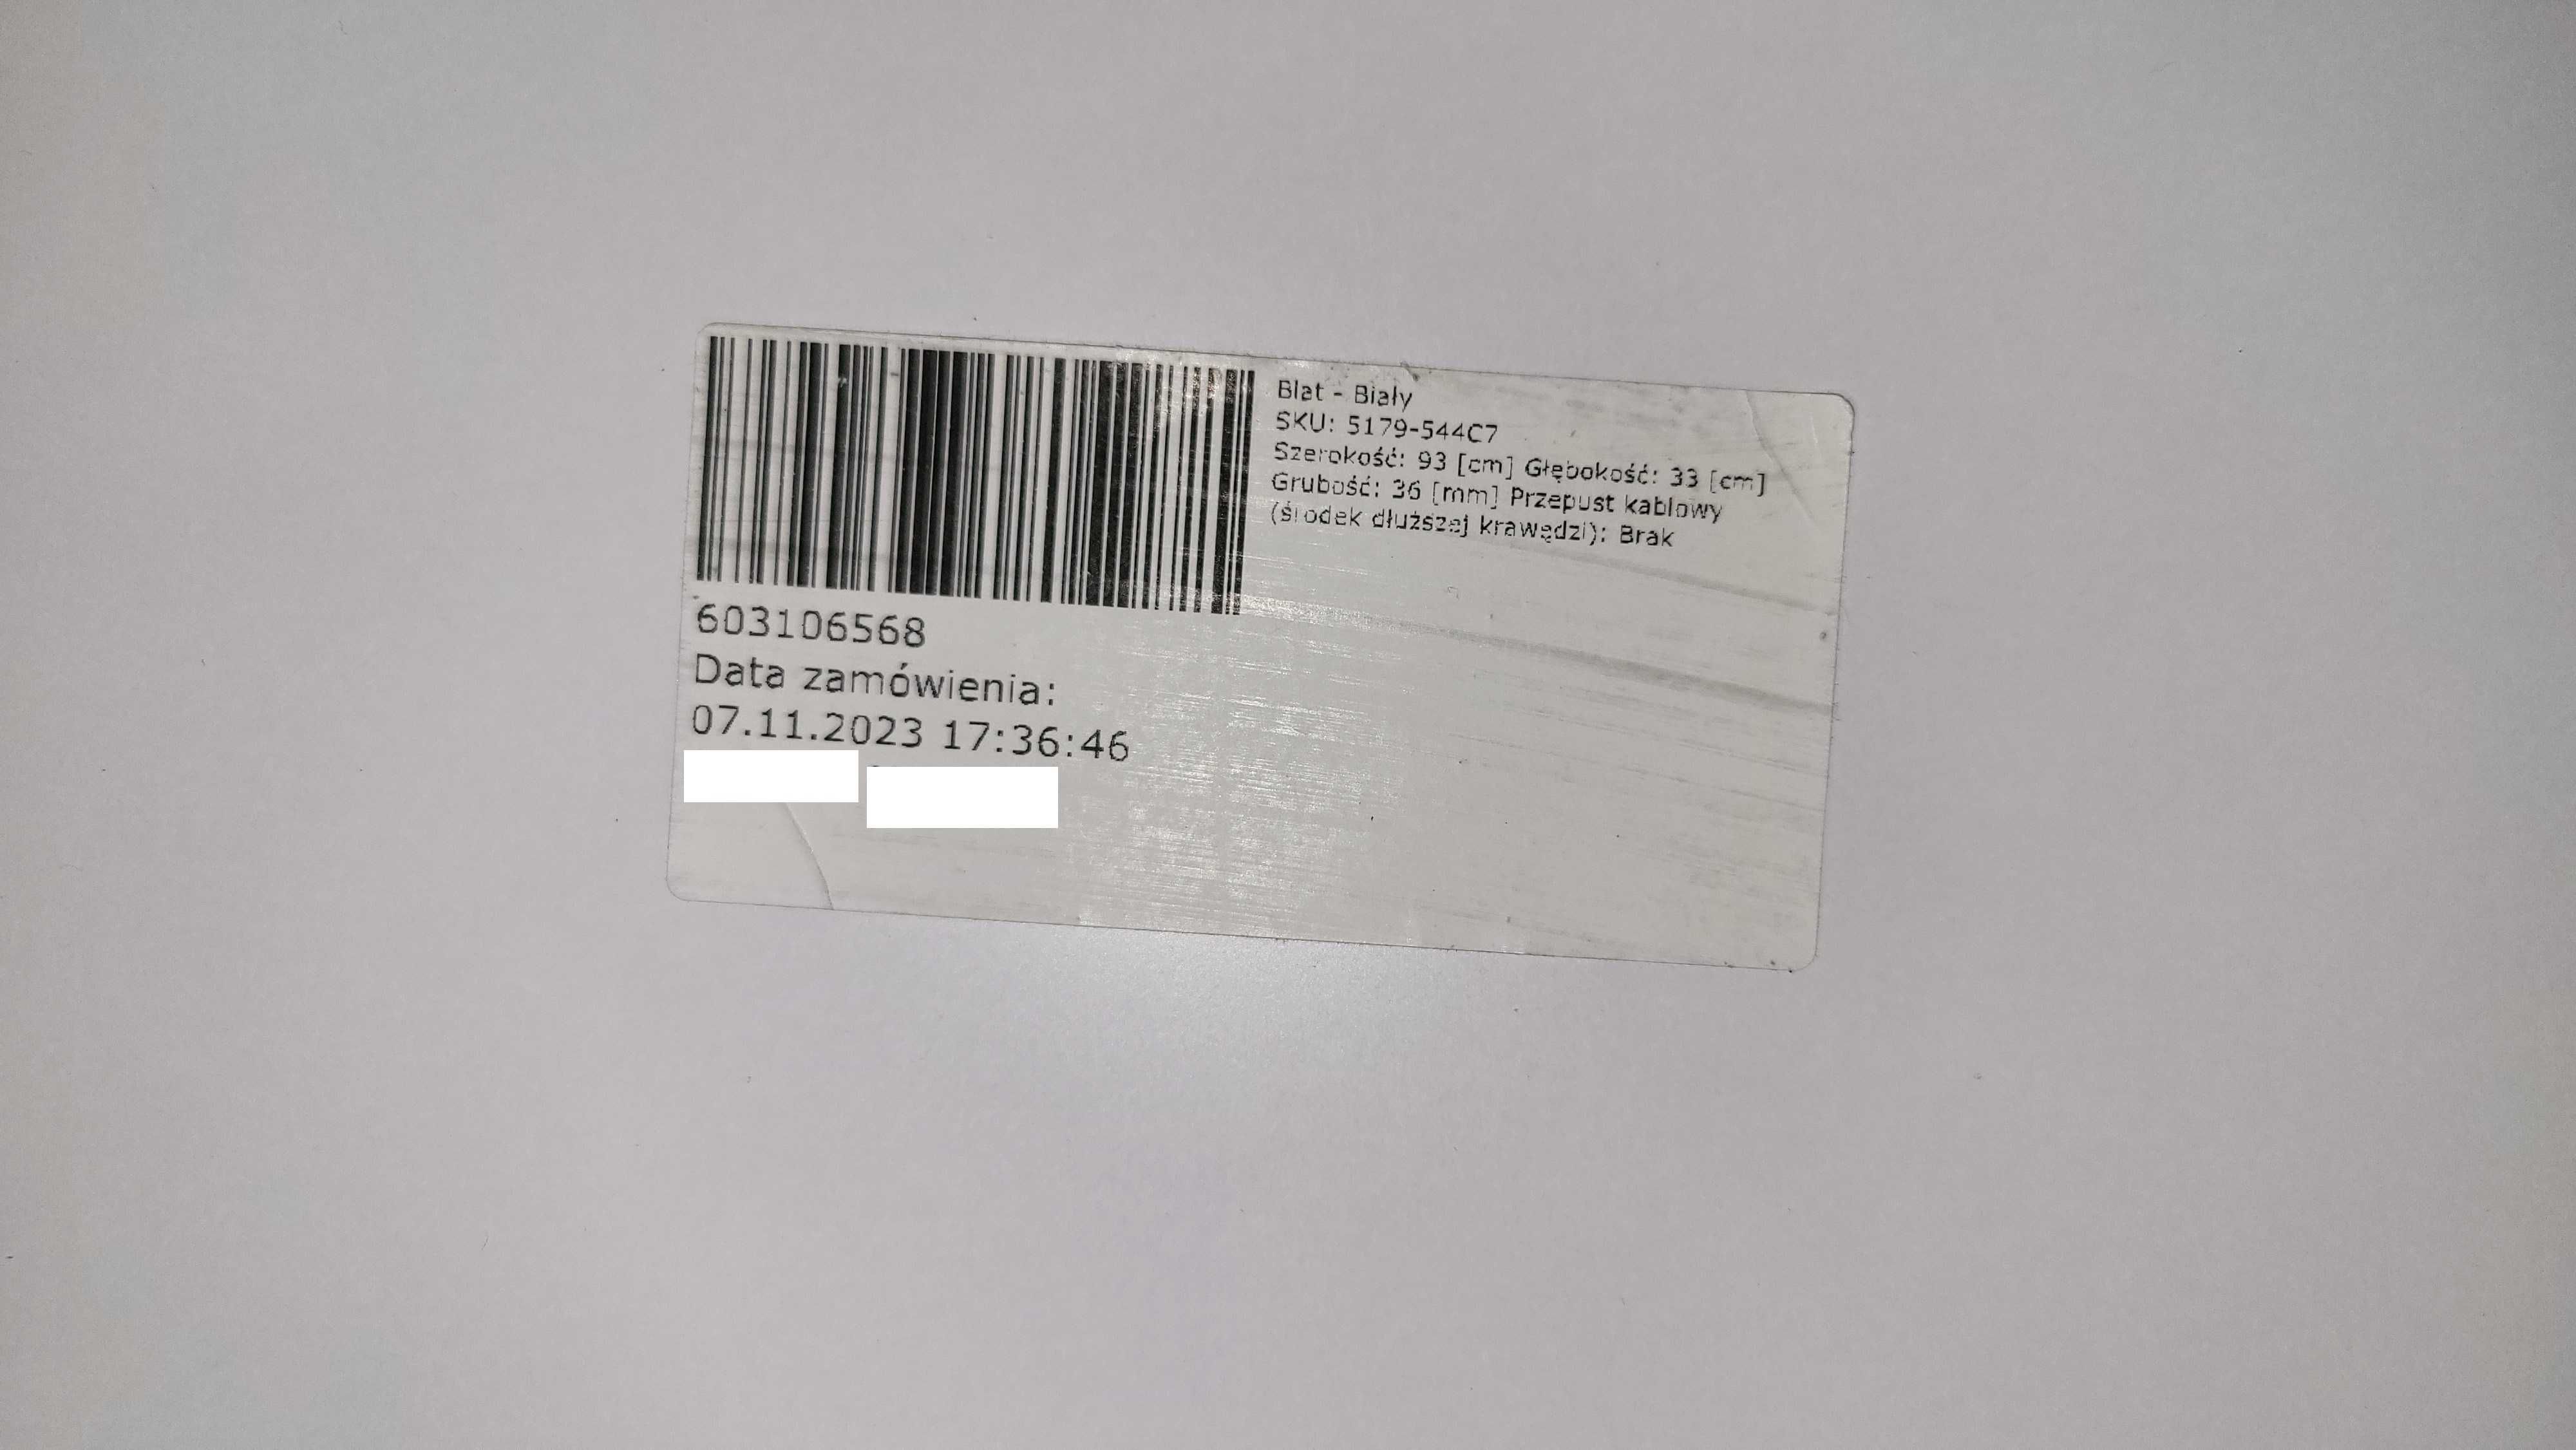 Blat - Biały
SKU: 5179-544C7
Szerokość: 93 [cm] Głębokość: 33 [cm]
Grubość: 36 [mm] Przepust kablowy
(środek dłuższej krawędzi): Brak
603106568
Data zamówienia:
07.11.2023 17:36:46